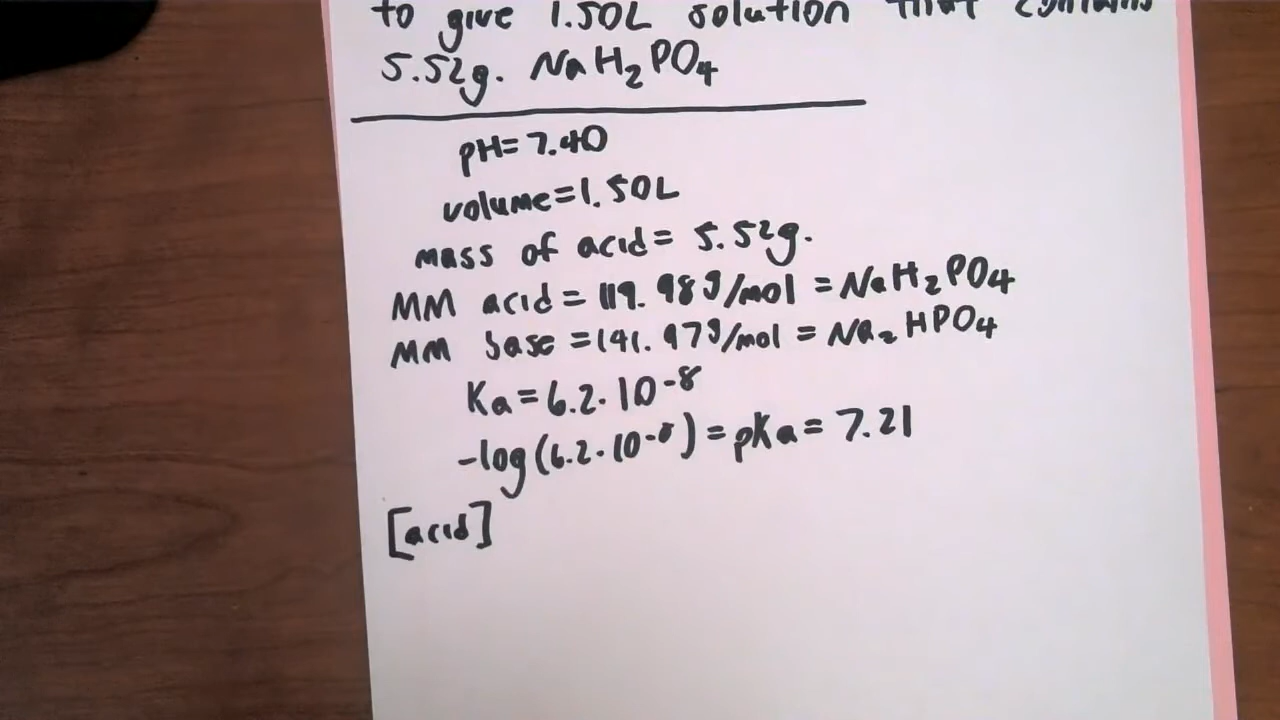 to give 1.50L solution that contains
5.52g. NaH₂PO₄
pH=7.40
volume=1.50L
mass of acid= 5.52g.
MM acid = 119.98g/mol = NaH₂PO₄
MM base =141.97g/mol = Na₂HPO₄
Ka=6.2·10⁻⁸
-log(6.2·10⁻⁸)=pKa=7.21
[acid]